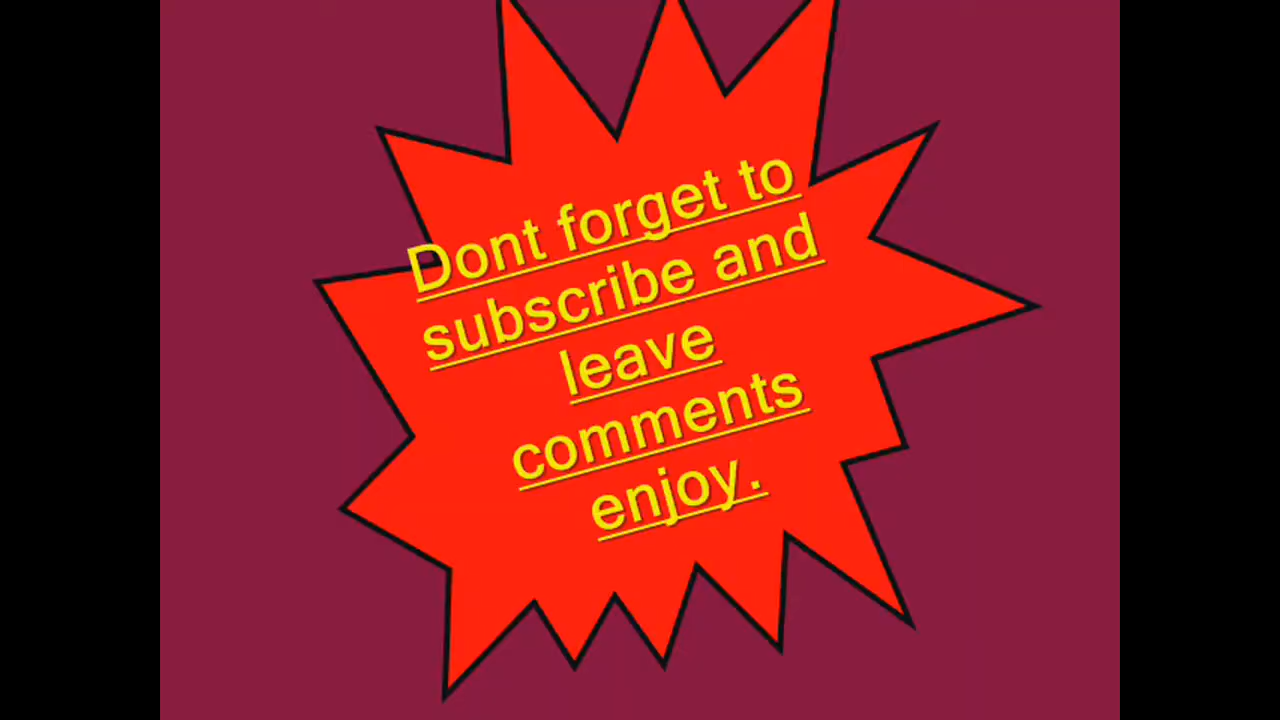 Dont forget to
subscribe and
leave
comments
enjoy.